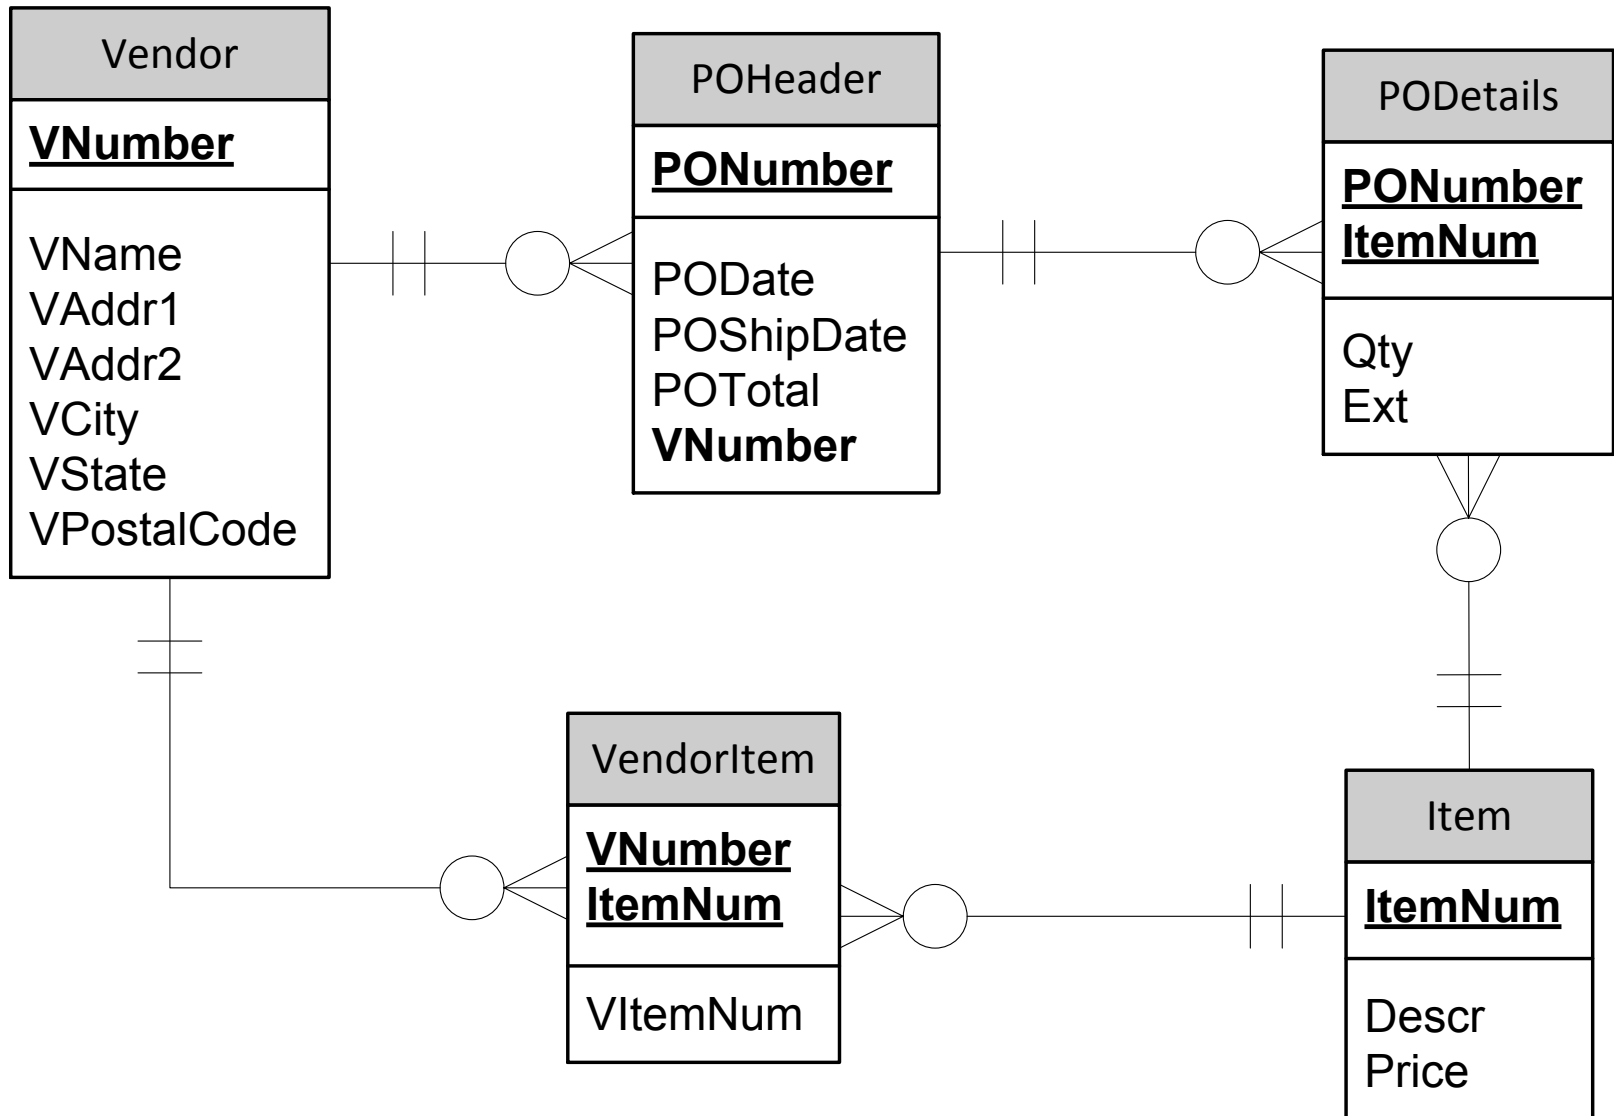 Vendor
VNumber
VName
VAddr1
VAddr2
VCity
VState
VPostalCode
POHeader
PONumber
PODate
POShipDate
POTotal
VNumber
PODetails
PONumber
ItemNum
Qty
Ext
VendorItem
VNumber
ItemNum
VItemNum
Item
ItemNum
Descr
Price